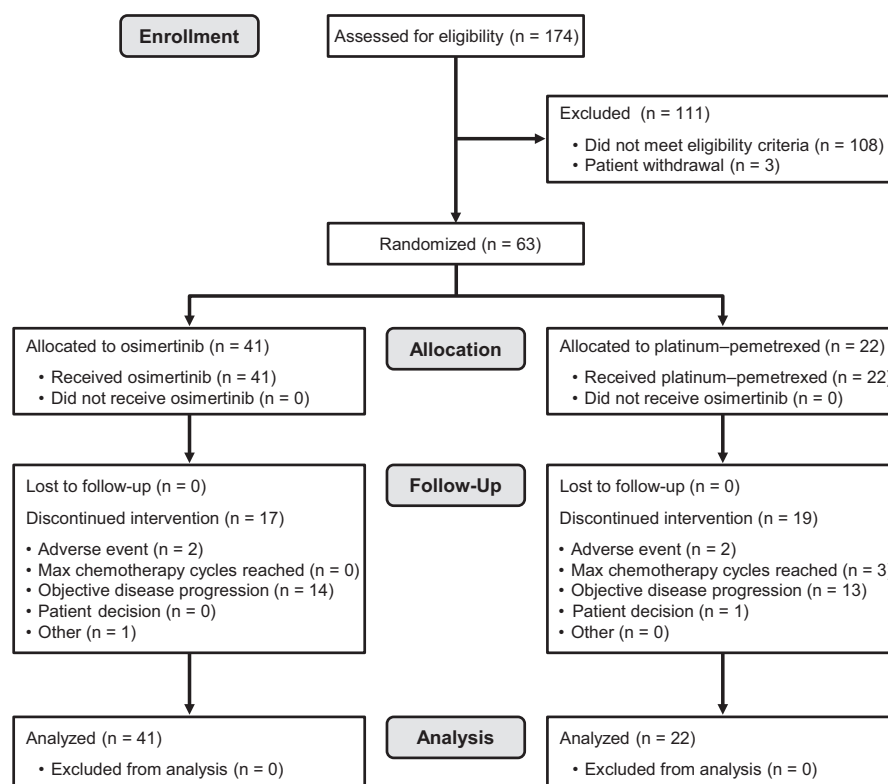 Enrollment
Assessed for eligibility (n = 174)
Excluded (n = 111)
• Did not meet eligibility criteria (n = 108)
• Patient withdrawal (n = 3)
Randomized (n = 63)
Allocated to osimertinib (n = 41)
• Received osimertinib (n = 41)
• Did not receive osimertinib (n = 0)
Allocation
Allocated to platinum–pemetrexed (n = 22)
• Received platinum–pemetrexed (n = 22)
• Did not receive osimertinib (n = 0)
Lost to follow-up (n = 0)
Discontinued intervention (n = 17)
• Adverse event (n = 2)
• Max chemotherapy cycles reached (n = 0)
• Objective disease progression (n = 14)
• Patient decision (n = 0)
• Other (n = 1)
Follow-Up
Lost to follow-up (n = 0)
Discontinued intervention (n = 19)
• Adverse event (n = 2)
• Max chemotherapy cycles reached (n = 3
• Objective disease progression (n = 13)
• Patient decision (n = 1)
• Other (n = 0)
Analyzed (n = 41)
• Excluded from analysis (n = 0)
Analysis
Analyzed (n = 22)
• Excluded from analysis (n = 0)